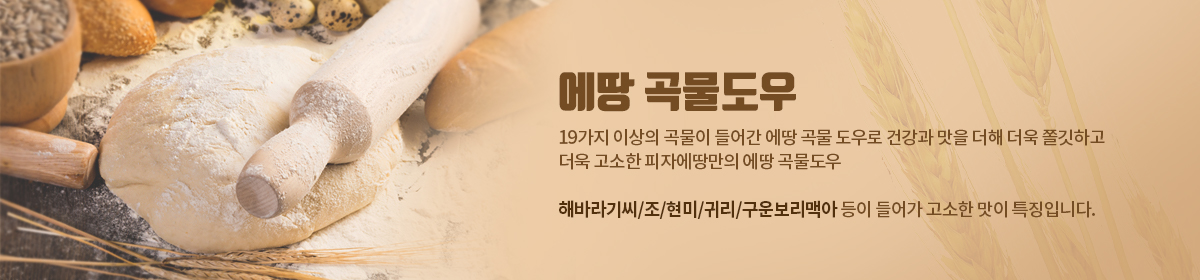 에땅 곡물도우
19가지 이상의 곡물이 들어간 에땅 곡물 도우로 건강과 맛을 더해 더욱 쫄깃하고
더욱 고소한 피자에땅만의 에땅 곡물도우
해바라기씨/조/현미/귀리/구운보리맥아 등이 들어가 고소한 맛이 특징입니다.